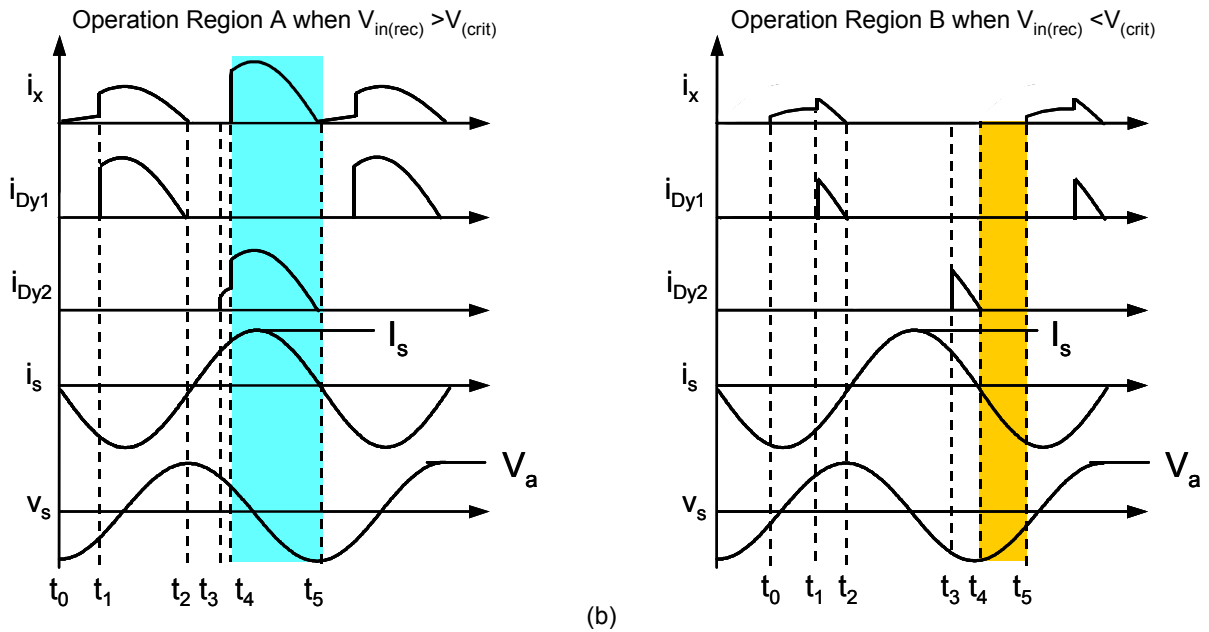 Operation Region A when V_in(rec) >V_(crit)
i_x
i_Dy1
i_Dy2
I_s
i_s
V_a
v_s
t_0 t_1 t_2 t_3 t_4 t_5
Operation Region B when V_in(rec) <V_(crit)
i_x
i_Dy1
i_Dy2
I_s
i_s
V_a
v_s
t_0 t_1 t_2 t_3 t_4 t_5
(b)